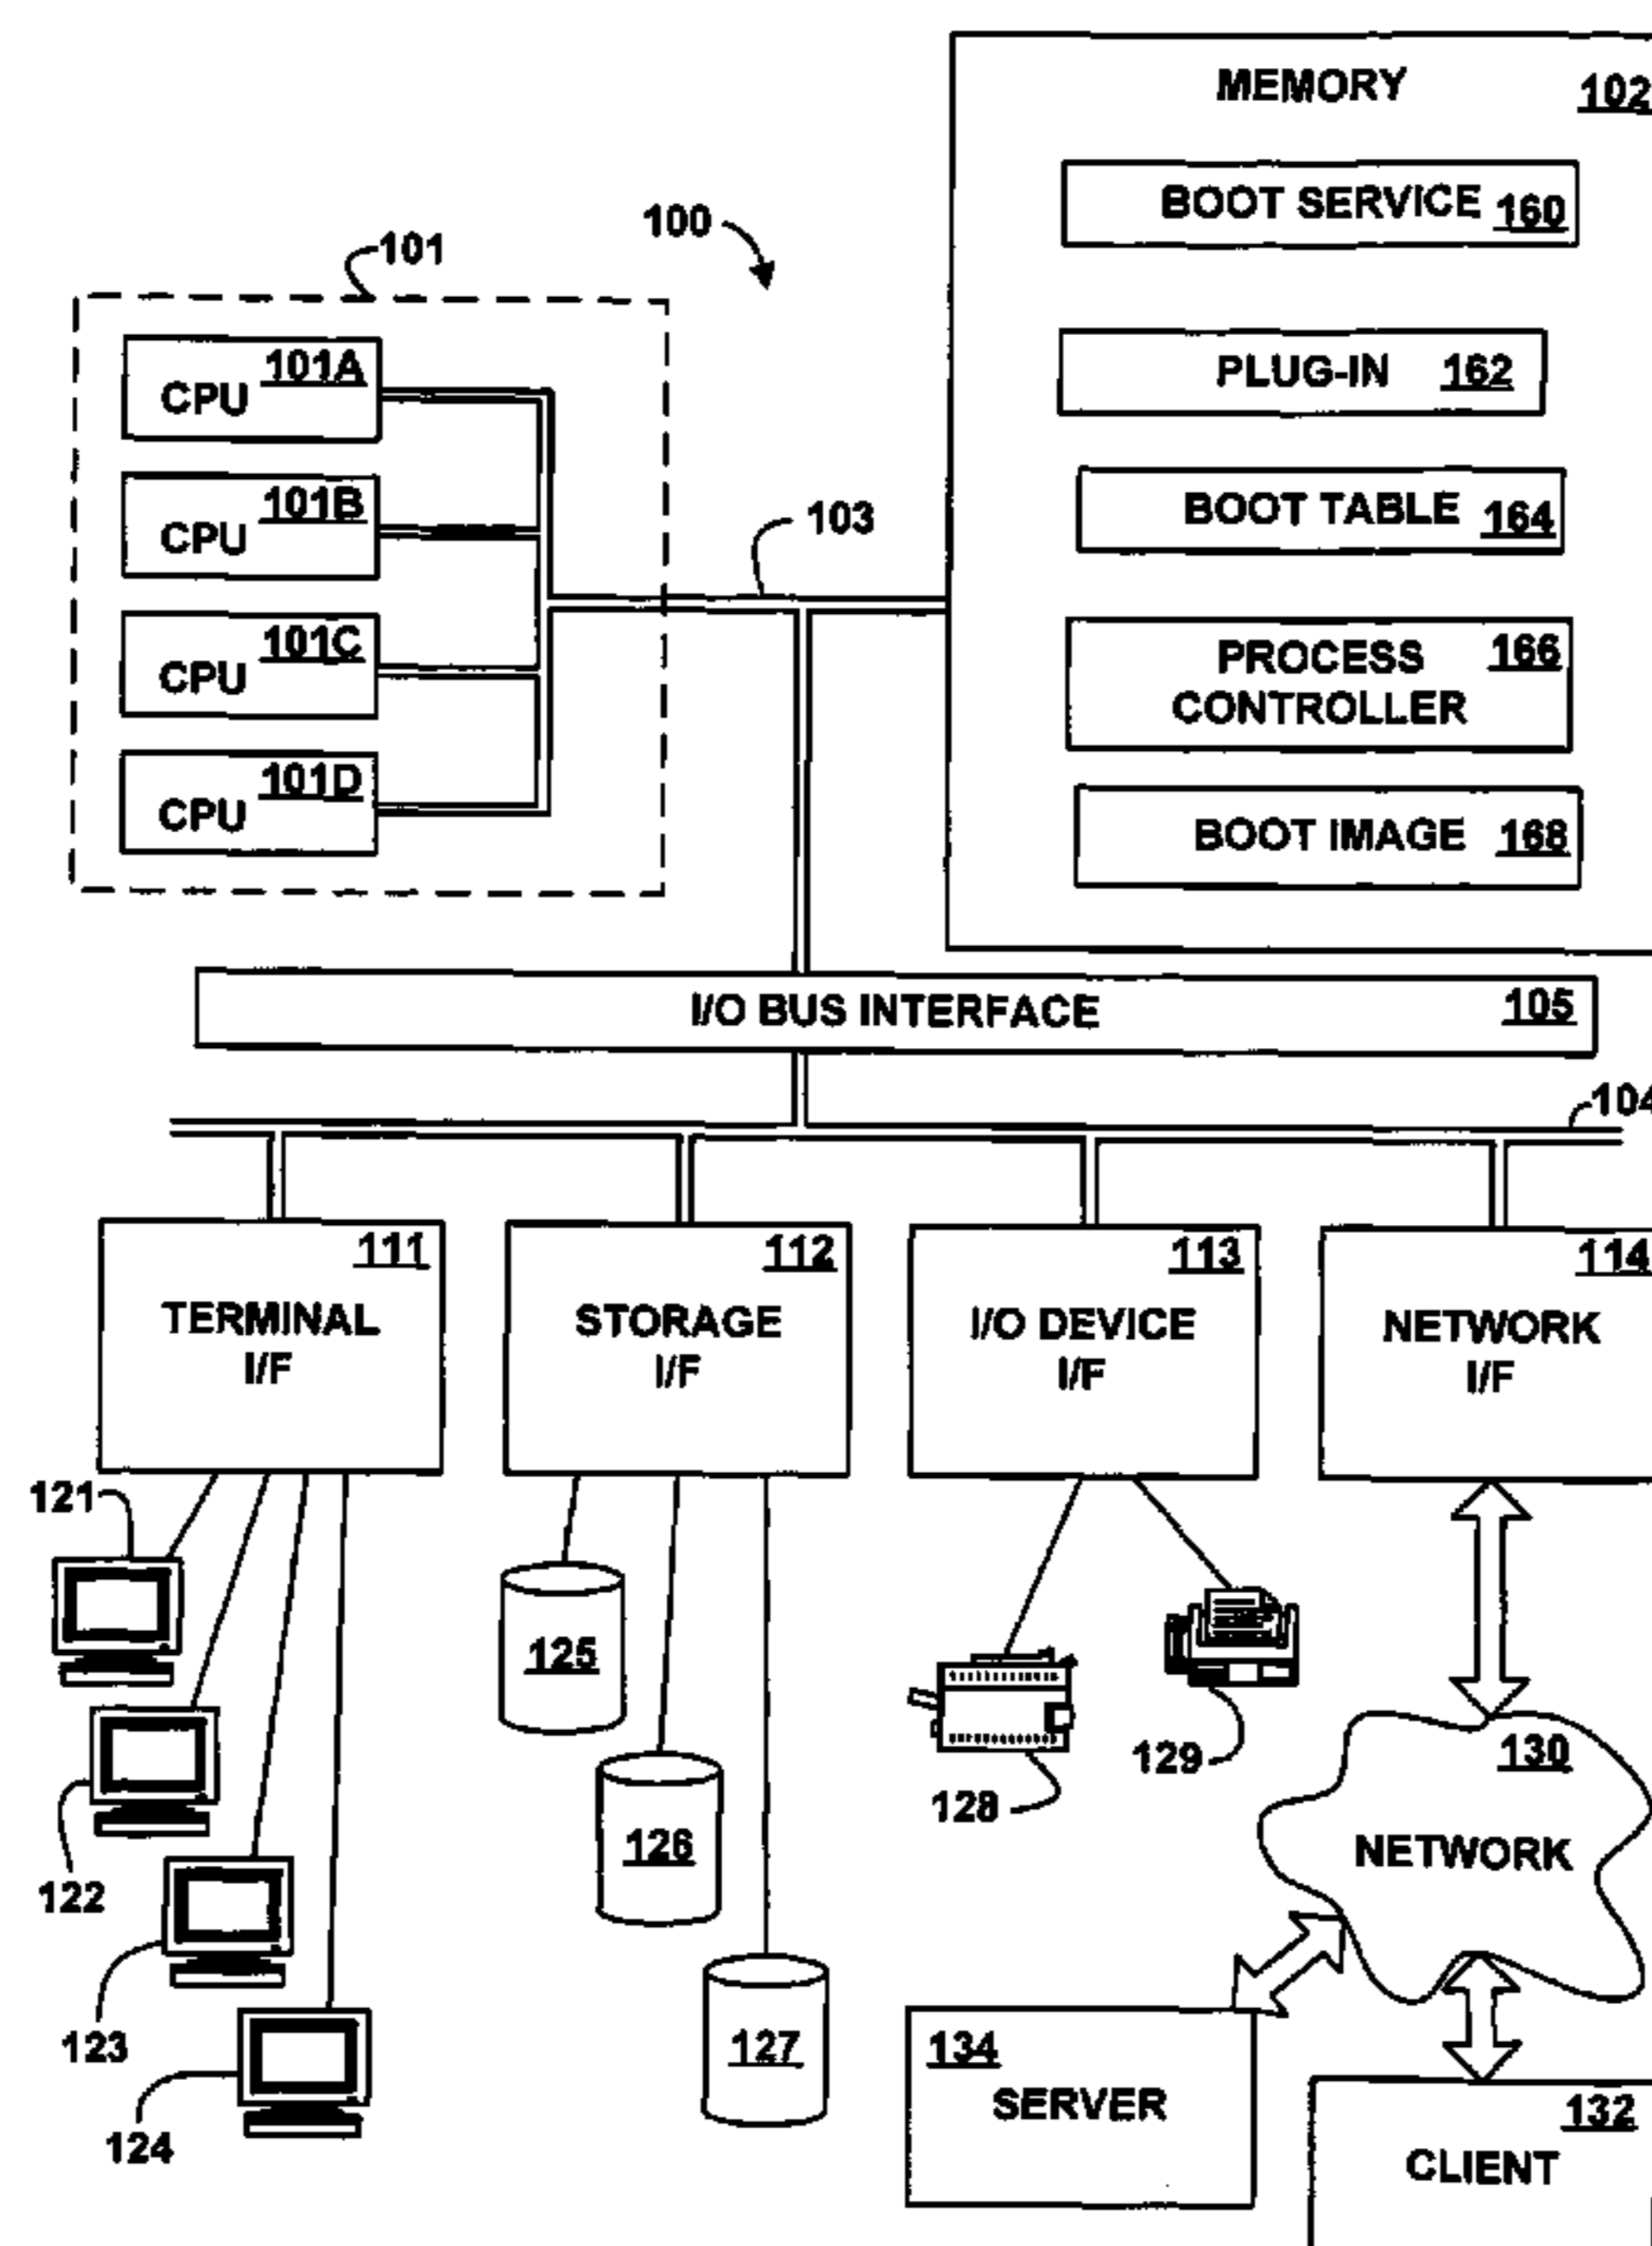 MEMORY 102
BOOT SERVICE 160
100
101
PLUG-IN 162
CPU 101A
BOOT TABLE 164
CPU 101B
103
PROCESS 166
CONTROLLER
CPU 101C
CPU 101D
BOOT IMAGE 168
I/O BUS INTERFACE 105
104
111
TERMINAL
I/F
112
STORAGE
I/F
113
I/O DEVICE
I/F
114
NETWORK
I/F
121
122
123
124
125
126
127
128
129
130
NETWORK
134
SERVER
132
CLIENT